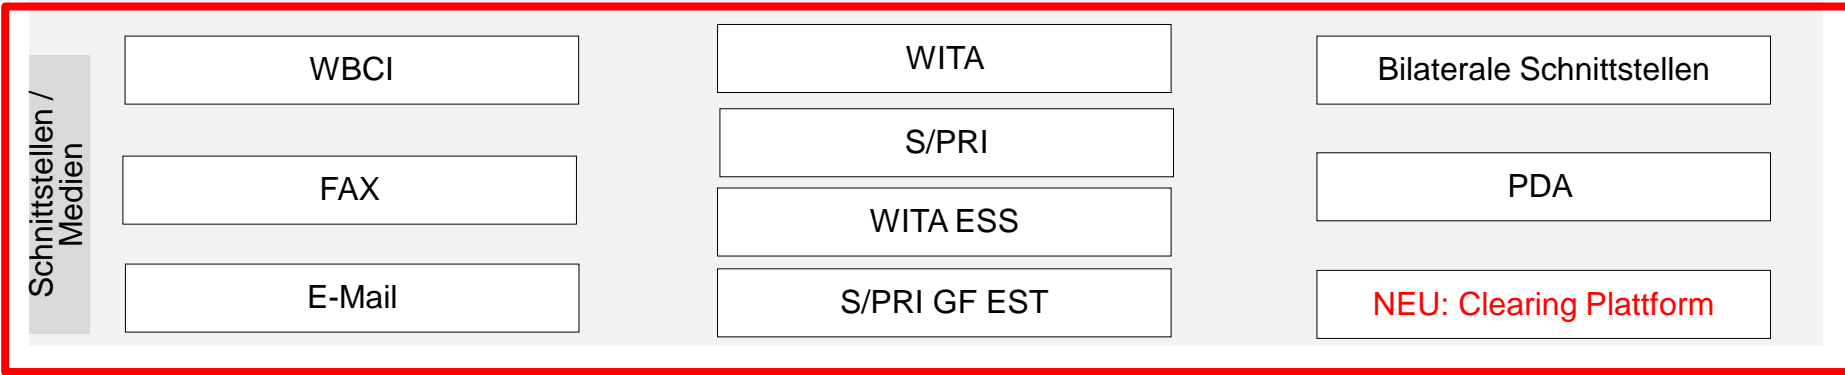 Schnittstellen /
Medien
WBCI
FAX
E-Mail
WITA
S/PRI
WITA ESS
S/PRI GF EST
Bilaterale Schnittstellen
PDA
NEU: Clearing Plattform